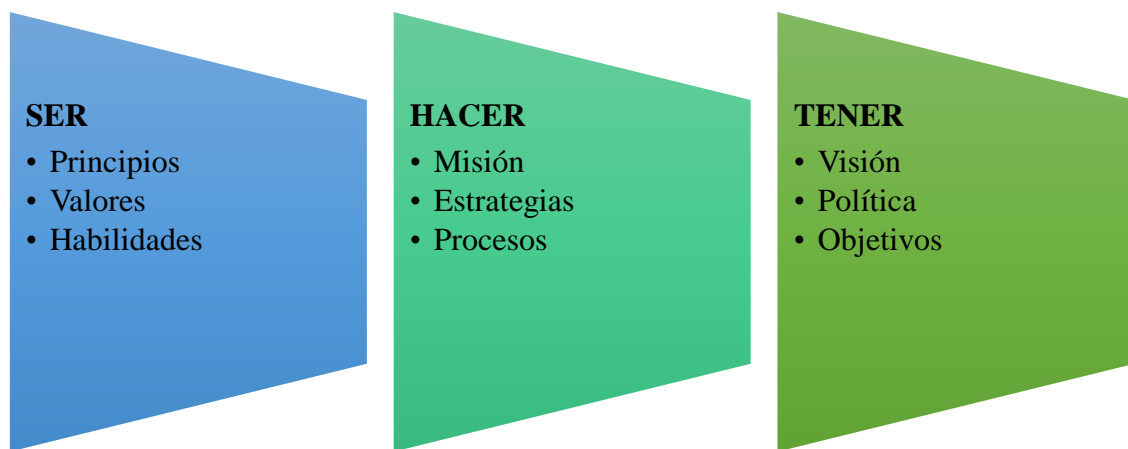 SER
• Principios
• Valores
• Habilidades
HACER
• Misión
• Estrategias
• Procesos
TENER
• Visión
• Política
• Objetivos